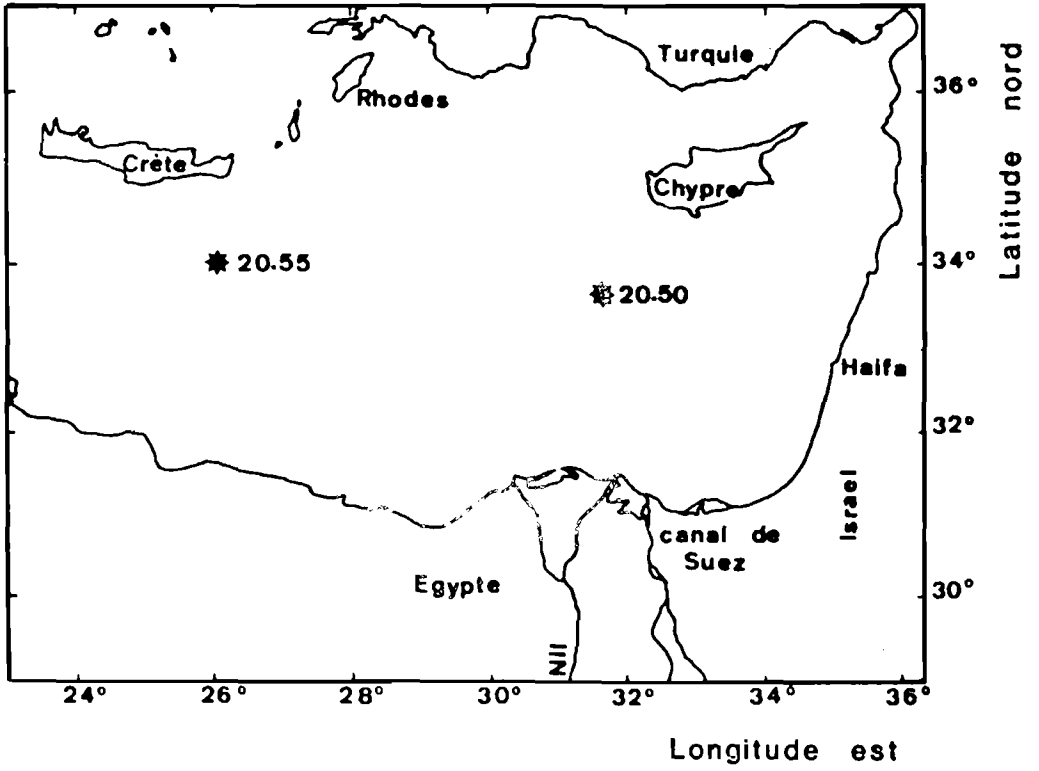 Turquie
36°
Latitude nord
Rhodes
Crète
Chypre
34°
20.55
20.50
Haifa
32°
Israel
canal de
Suez
Egypte
30°
Nil
24°
26°
28°
30°
32°
34°
36°
Longitude est